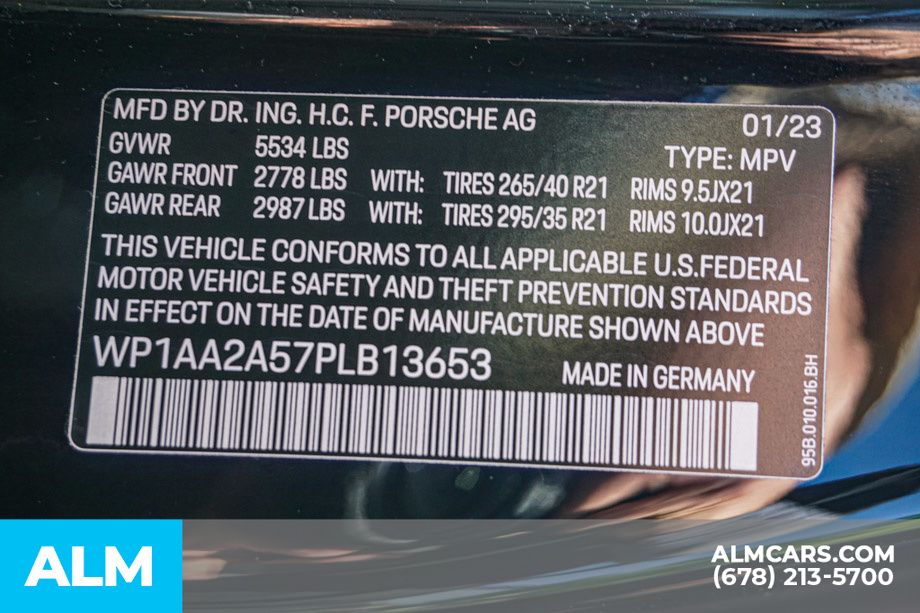 MFD BY DR. ING. H.C. F. PORSCHE AG 01/23
GVWR 5534 LBS TYPE: MPV
GAWR FRONT 2778 LBS WITH: TIRES 265/40 R21 RIMS 9.5JX21
GAWR REAR 2987 LBS WITH: TIRES 295/35 R21 RIMS 10.0JX21
THIS VEHICLE CONFORMS TO ALL APPLICABLE U.S.FEDERAL
MOTOR VEHICLE SAFETY AND THEFT PREVENTION STANDARDS
IN EFFECT ON THE DATE OF MANUFACTURE SHOWN ABOVE
WP1AA2A57PLB13653 MADE IN GERMANY
95B.010.016.BH
ALM
ALMCARS.COM
(678) 213-5700